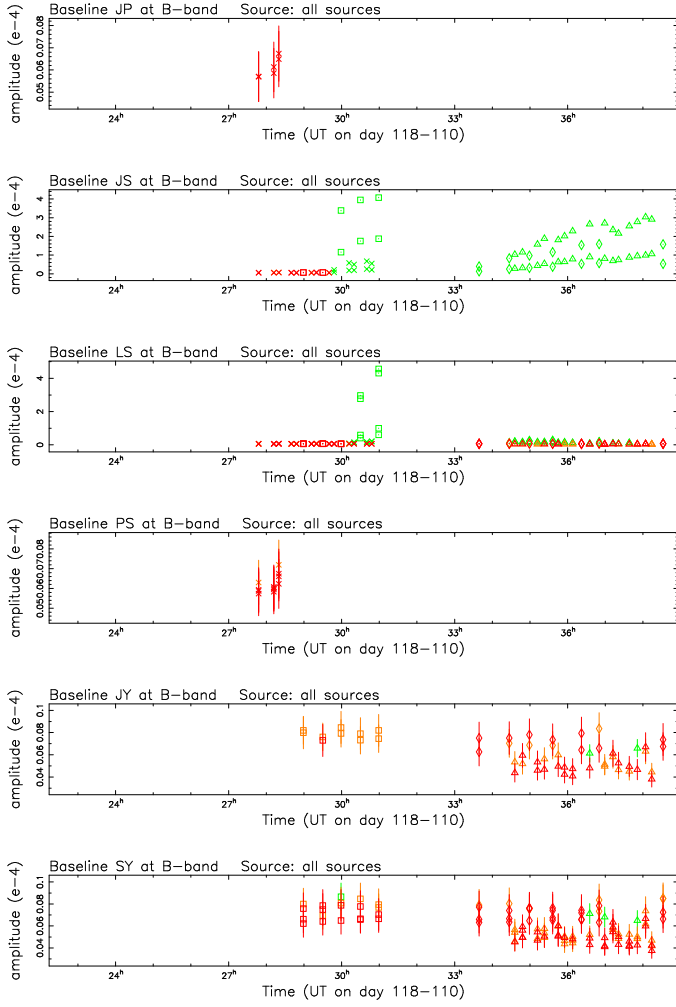 Baseline JP at B-band Source: all sources
amplitude (e-4)
0.05 0.06 0.07 0.08
24h 27h 30h 33h 36h
Time (UT on day 118-110)
Baseline JS at B-band Source: all sources
amplitude (e-4)
0 1 2 3 4
24h 27h 30h 33h 36h
Time (UT on day 118-110)
Baseline LS at B-band Source: all sources
amplitude (e-4)
0 2 4
24h 27h 30h 33h 36h
Time (UT on day 118-110)
Baseline PS at B-band Source: all sources
amplitude (e-4)
0.05 0.06 0.07 0.08
24h 27h 30h 33h 36h
Time (UT on day 118-110)
Baseline JY at B-band Source: all sources
amplitude (e-4)
0.04 0.06 0.08 0.1
24h 27h 30h 33h 36h
Time (UT on day 118-110)
Baseline SY at B-band Source: all sources
amplitude (e-4)
0.04 0.06 0.08 0.1
24h 27h 30h 33h 36h
Time (UT on day 118-110)